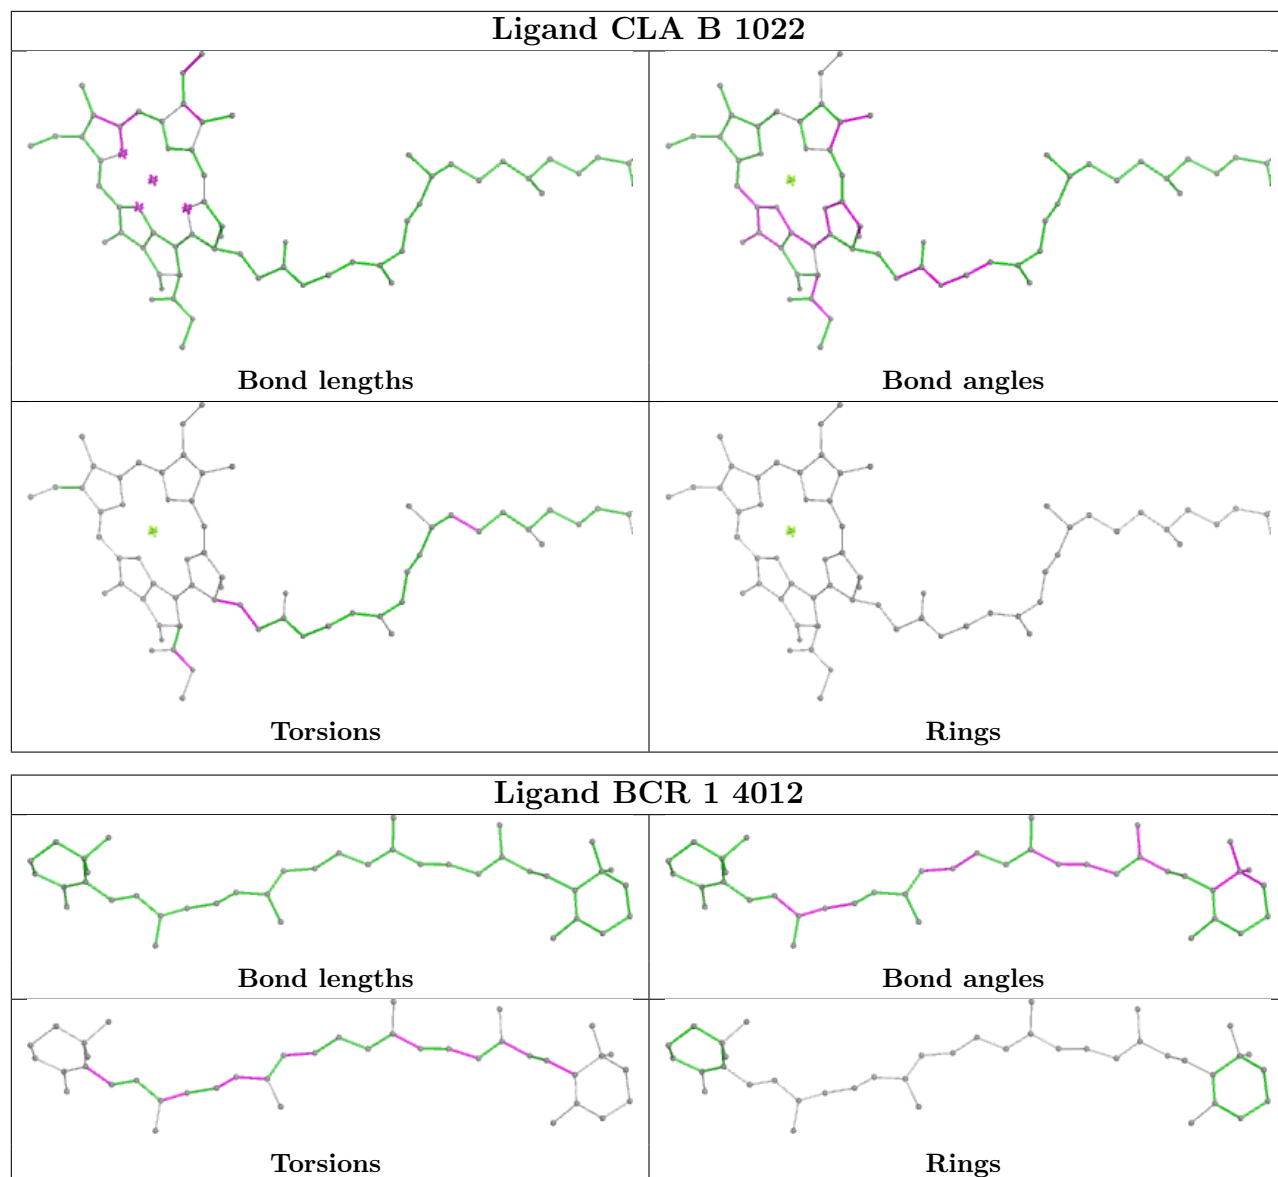 Ligand CLA B 1022
Bond lengths
Bond angles
Torsions
Rings
Ligand BCR 1 4012
Bond lengths
Bond angles
Torsions
Rings